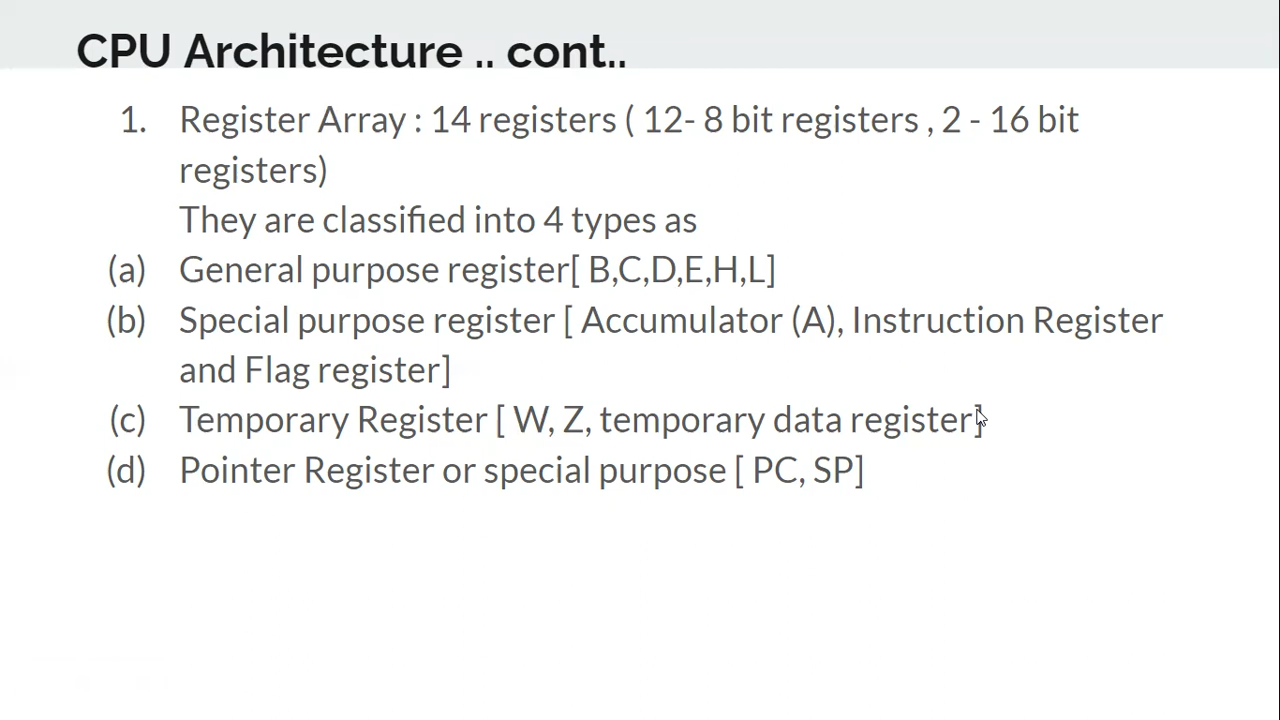 CPU Architecture .. cont..
1. Register Array : 14 registers ( 12- 8 bit registers , 2 - 16 bit
registers)
They are classified into 4 types as
(a) General purpose register[ B,C,D,E,H,L]
(b) Special purpose register [ Accumulator (A), Instruction Register
and Flag register]
(c) Temporary Register [ W, Z, temporary data register]
(d) Pointer Register or special purpose [ PC, SP]